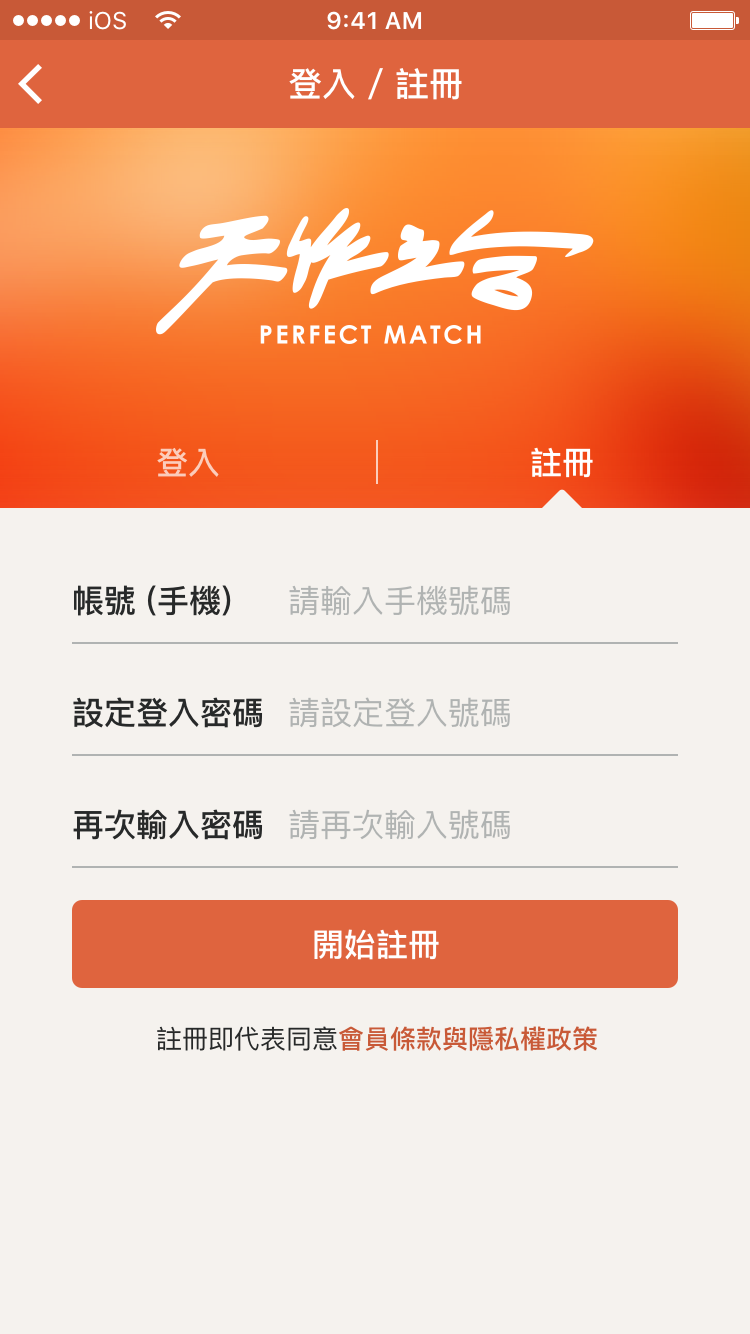 iOS 9:41 AM
登入 / 註冊
天作之合
PERFECT MATCH
登入 註冊
帳號 (手機) 請輸入手機號碼
設定登入密碼 請設定登入號碼
再次輸入密碼 請再次輸入號碼
開始註冊
註冊即代表同意會員條款與隱私權政策